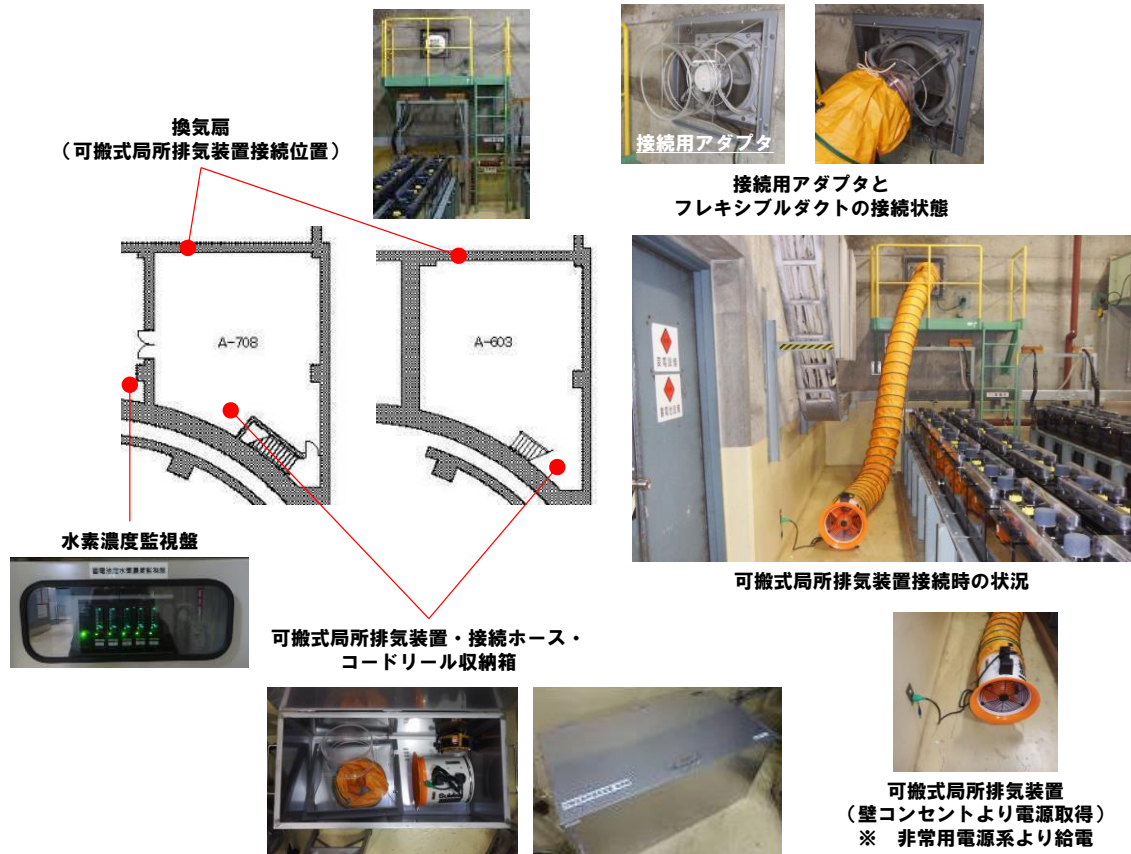 換気扇
(可搬式局所排気装置接続位置)
接続用アダプタ
接続用アダプタと
フレキシブルダクトの接続状態
A-708
A-603
水素濃度監視盤
可搬式局所排気装置接続時の状況
可搬式局所排気装置・接続ホース・
コードリール収納箱
可搬式局所排気装置
(壁コンセントより電源取得)
※ 非常用電源系より給電